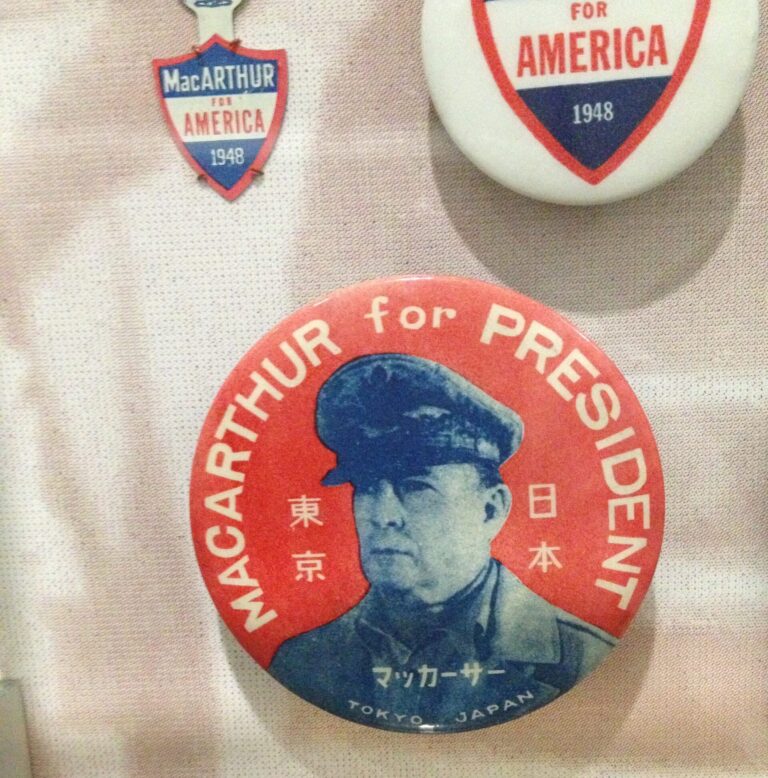 MacARTHUR
FOR
AMERICA
1948
FOR
AMERICA
1948
MACARTHUR for PRESIDENT
東京
日本
マッカーサー
TOKYO JAPAN